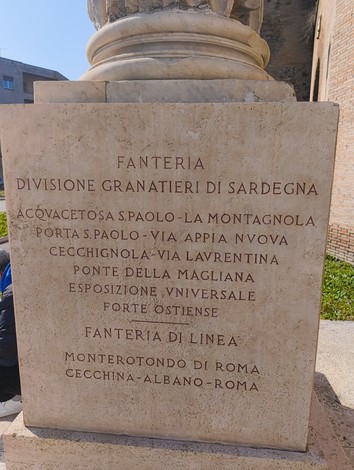 FANTERIA
DIVISIONE GRANATIERI DI SARDEGNA
ACQVACETOSA S.PAOLO-LA MONTAGNOLA
PORTA S.PAOLO-VIA APPIA NVOVA
CECCHIGNOLA-VIA LAVRENTINA
PONTE DELLA MAGLIANA
ESPOSIZIONE VNIVERSALE
FORTE OSTIENSE
FANTERIA DI LINEA
MONTEROTONDO DI ROMA
CECCHINA-ALBANO-ROMA